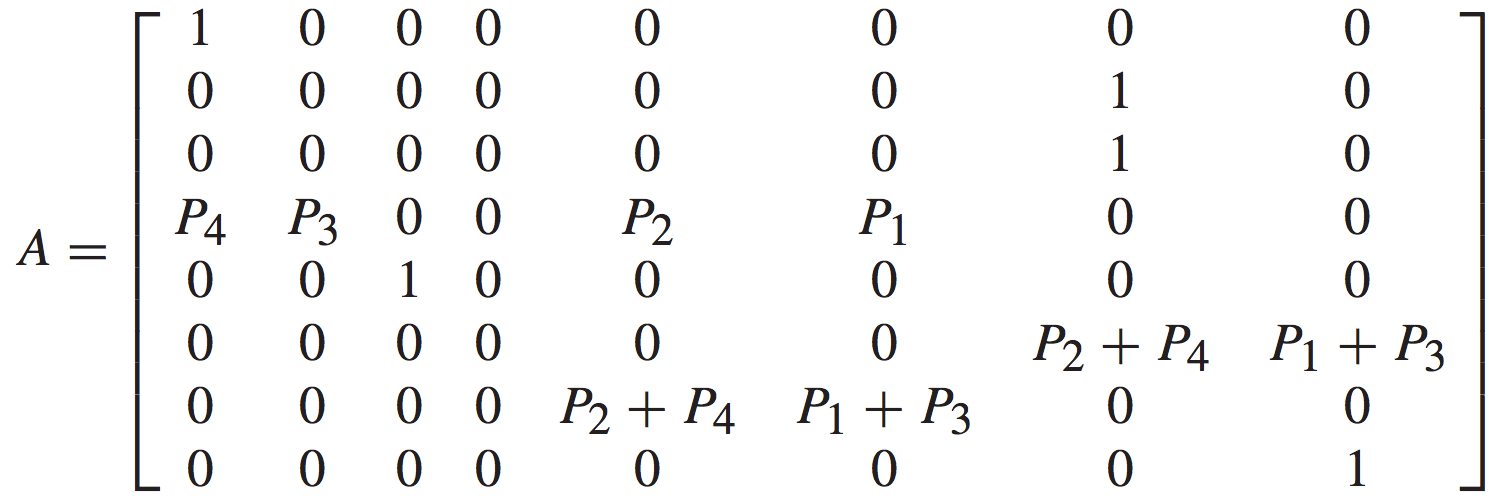 1 0 0 0 0 0 0 0
0 0 0 0 0 0 1 0
0 0 0 0 0 0 1 0
P₄ P₃ 0 0 P₂ P₁ 0 0
A =
0 0 1 0 0 0 0 0
0 0 0 0 0 0 P₂ + P₄ P₁ + P₃
0 0 0 0 P₂ + P₄ P₁ + P₃ 0 0
0 0 0 0 0 0 0 1